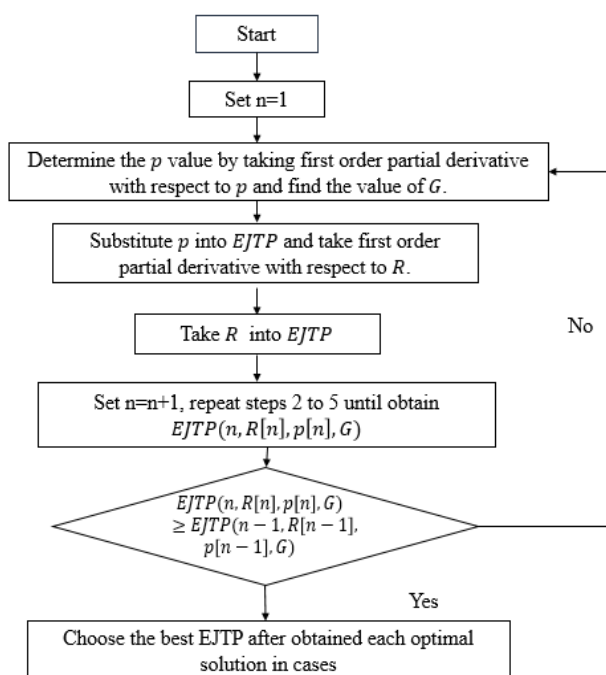 Start
Set n=1
Determine the p value by taking first order partial derivative
with respect to p and find the value of G.
Substitute p into EJTP and take first order
partial derivative with respect to R.
Take R into EJTP
No
Set n=n+1, repeat steps 2 to 5 until obtain
EJTP(n, R[n], p[n], G)
EJTP(n, R[n], p[n], G)
≥ EJTP(n − 1, R[n − 1],
p[n − 1], G)
Yes
Choose the best EJTP after obtained each optimal
solution in cases